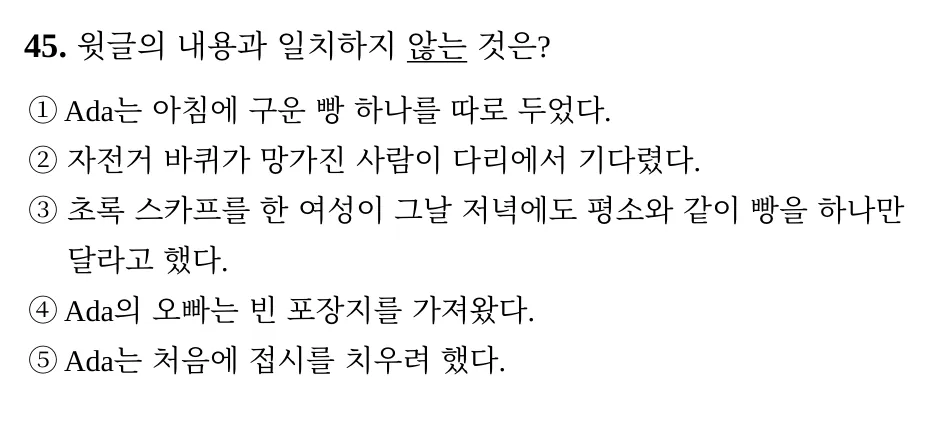 45. 윗글의 내용과 일치하지 않는 것은?
① Ada는 아침에 구운 빵 하나를 따로 두었다.
② 자전거 바퀴가 망가진 사람이 다리에서 기다렸다.
③ 초록 스카프를 한 여성이 그날 저녁에도 평소와 같이 빵을 하나만
달라고 했다.
④ Ada의 오빠는 빈 포장지를 가져왔다.
⑤ Ada는 처음에 접시를 치우려 했다.